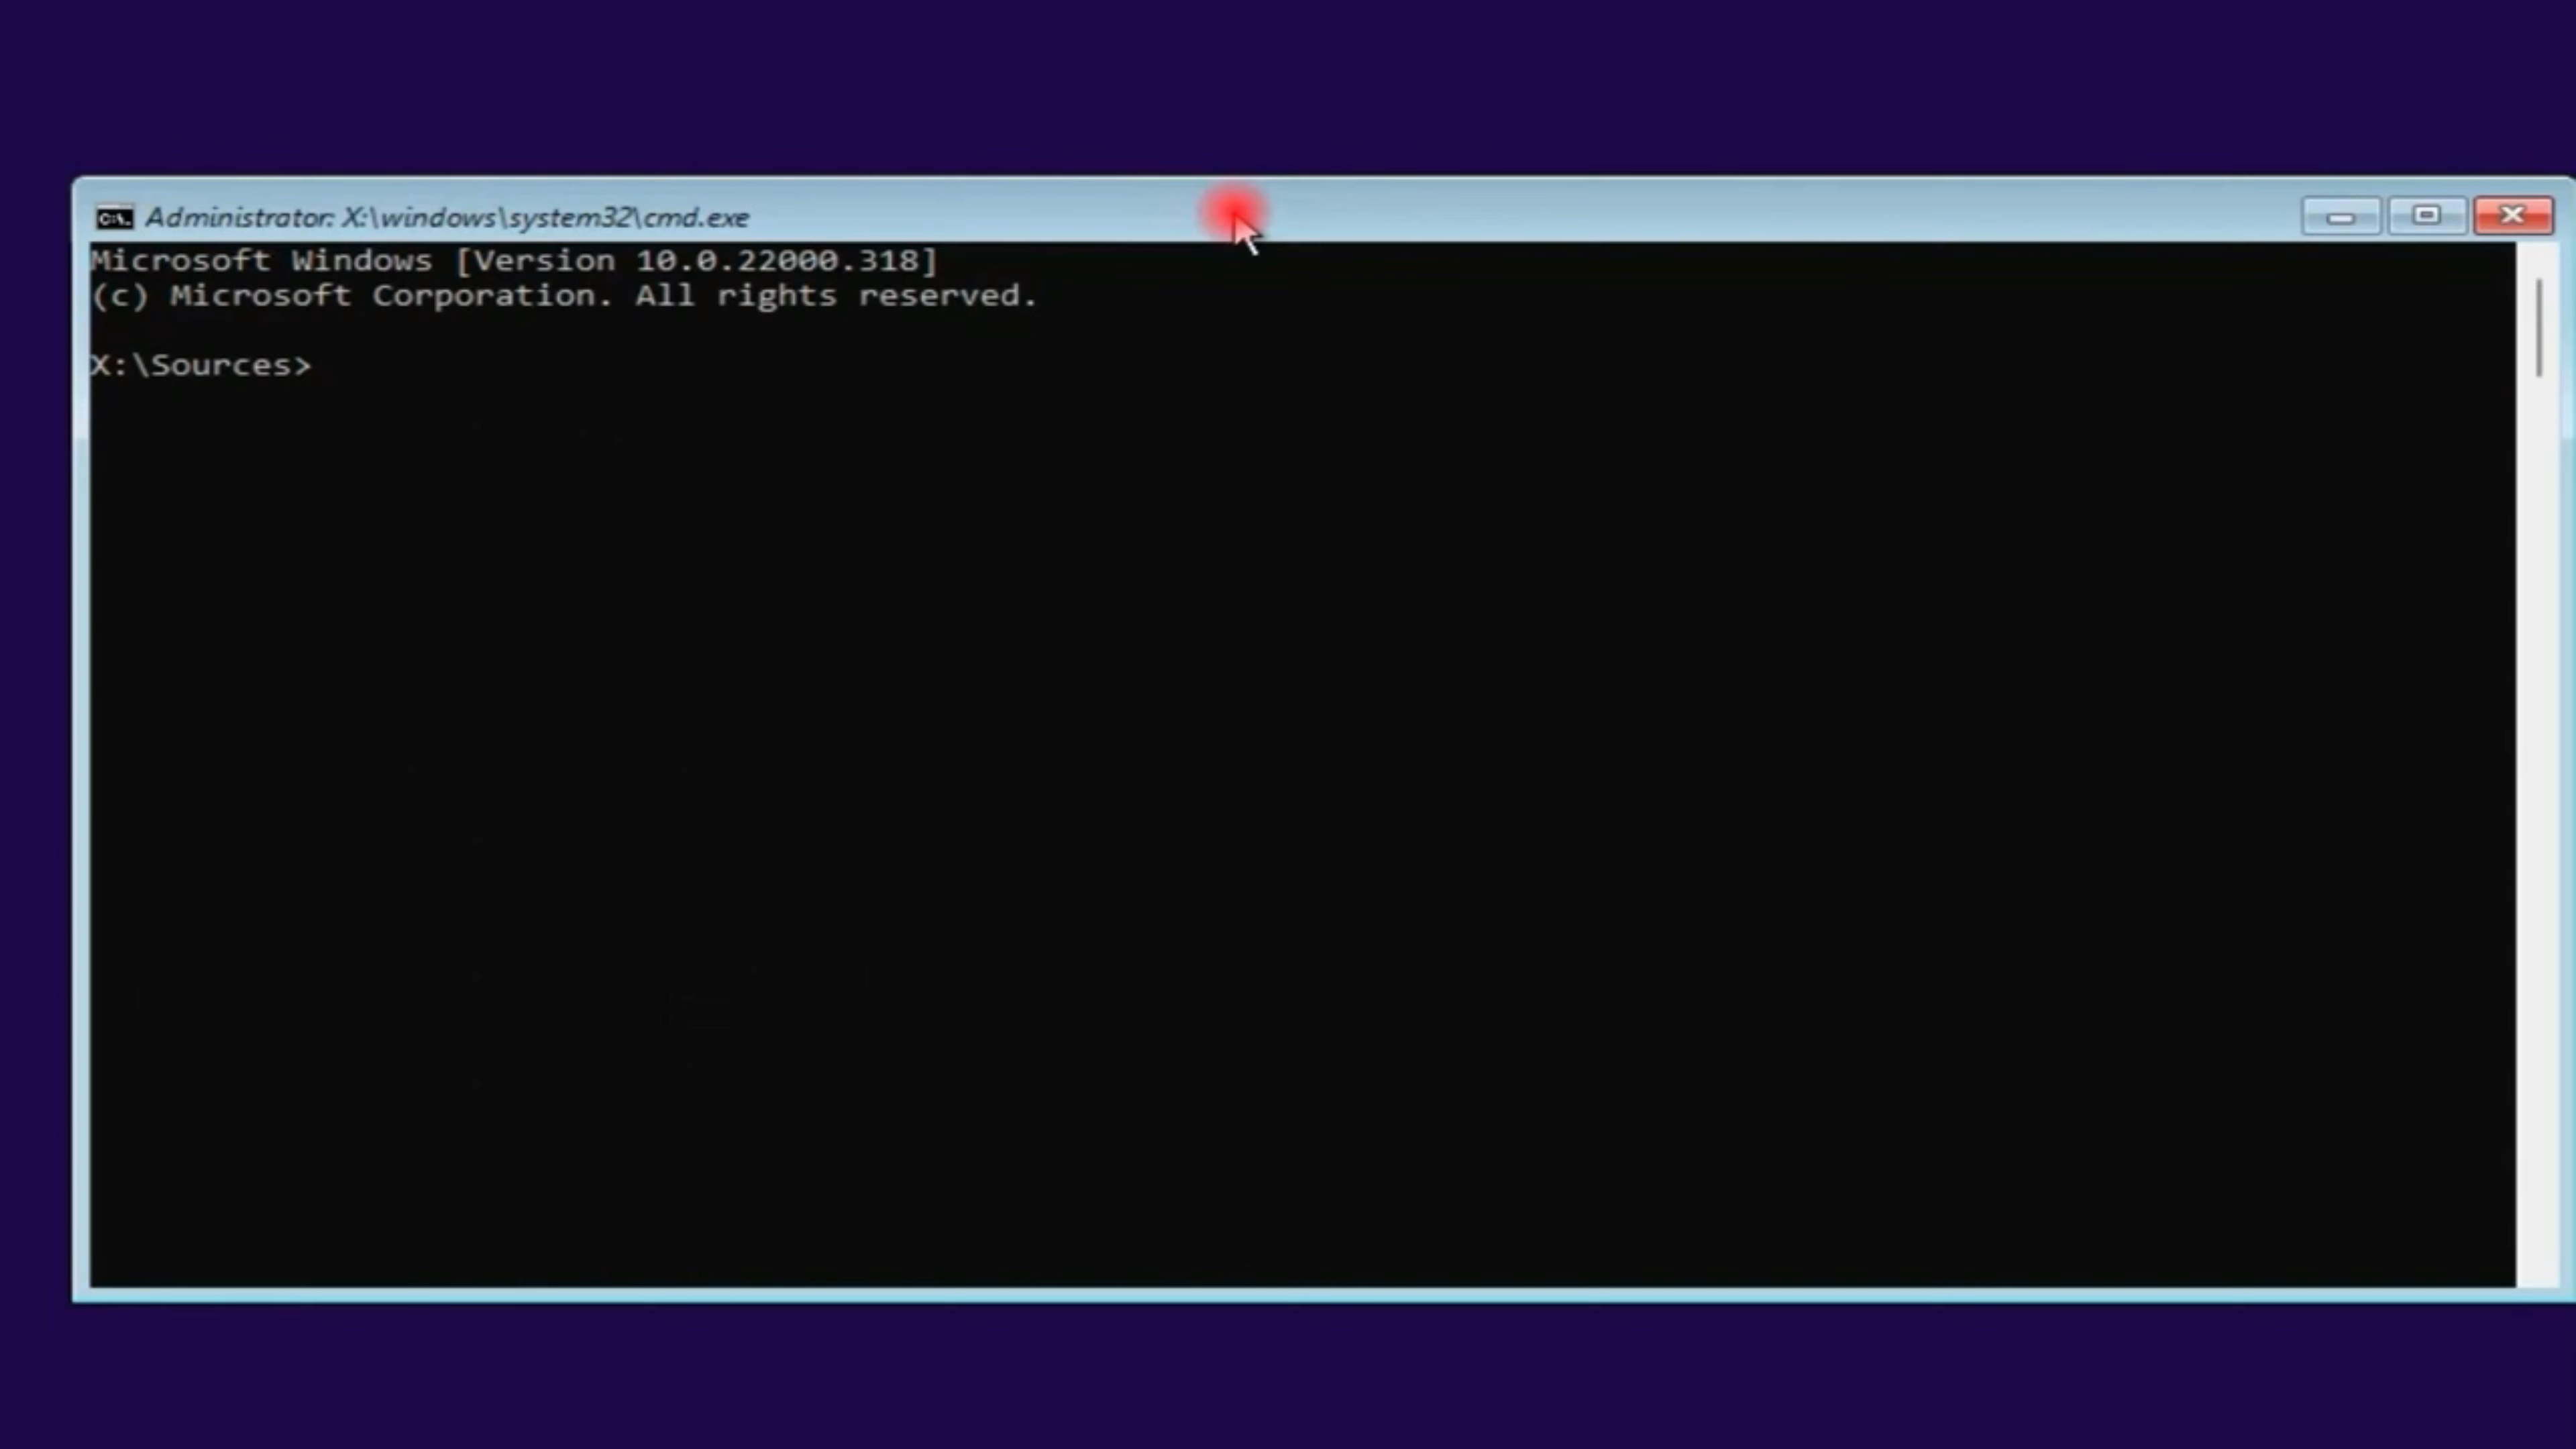 Administrator: X:\windows\system32\cmd.exe
Microsoft Windows [Version 10.0.22000.318]
(c) Microsoft Corporation. All rights reserved.
X:\Sources>